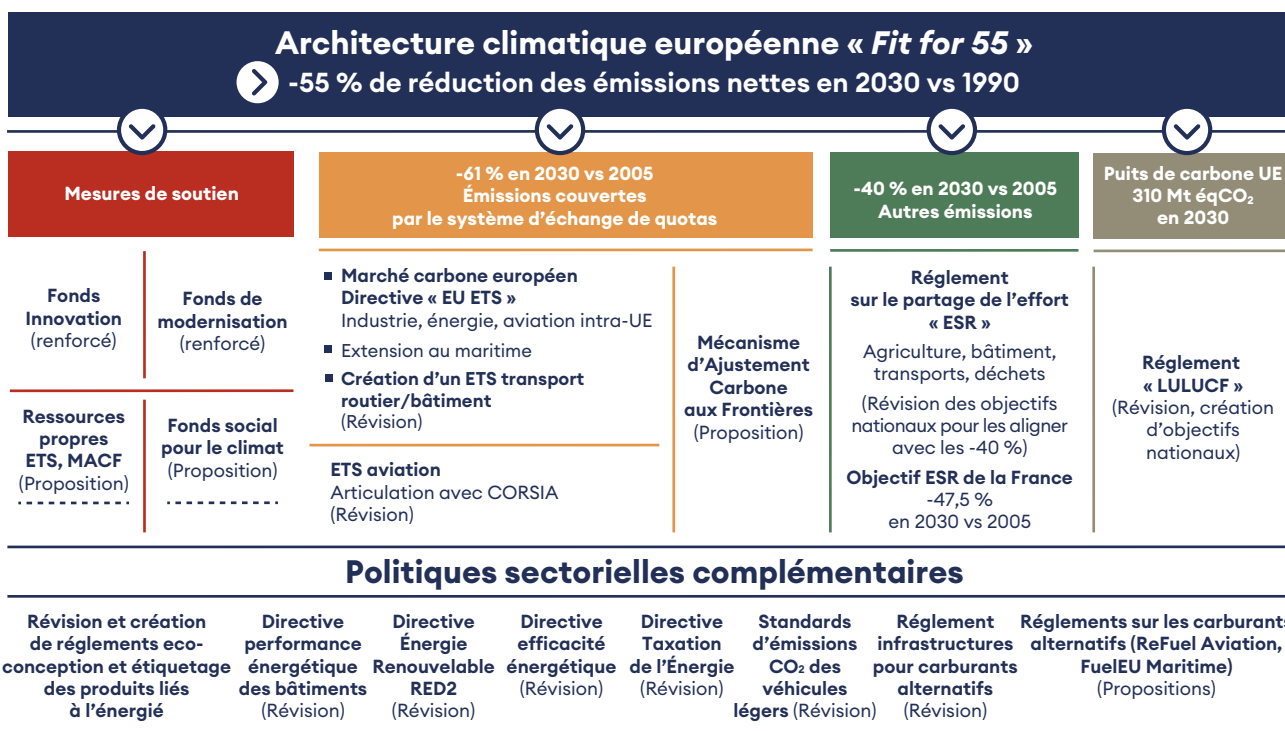 Architecture climatique européenne « Fit for 55 »
-55 % de réduction des émissions nettes en 2030 vs 1990
Mesures de soutien
-61 % en 2030 vs 2005
Émissions couvertes
par le système d’échange de quotas
-40 % en 2030 vs 2005
Autres émissions
Puits de carbone UE
310 Mt éqCO₂
en 2030
Fonds
Innovation
(renforcé)
Fonds de
modernisation
(renforcé)
Ressources
propres
ETS, MACF
(Proposition)
Fonds social
pour le climat
(Proposition)
Marché carbone européen
Directive « EU ETS »
Industrie, énergie, aviation intra-UE
Extension au maritime
Création d’un ETS transport
routier/bâtiment
(Révision)
ETS aviation
Articulation avec CORSIA
(Révision)
Mécanisme
d’Ajustement
Carbone
aux Frontières
(Proposition)
Réglement
sur le partage de l’effort
« ESR »
Agriculture, bâtiment,
transports, déchets
(Révision des objectifs
nationaux pour les aligner
avec les -40 %)
Objectif ESR de la France
-47,5 %
en 2030 vs 2005
Réglement
« LULUCF »
(Révision, création
d’objectifs
nationaux)
Politiques sectorielles complémentaires
Révision et création
de réglements eco-
conception et étiquetage
des produits liés
à l’énergié
Directive
performance
énergétique
des bâtiments
(Révision)
Directive
Énergie
Renouvelable
RED2
(Révision)
Directive
efficacité
énergétique
(Révision)
Directive
Taxation
de l’Énergie
(Révision)
Standards
d’émissions
CO₂ des
véhicules
légers (Révision)
Réglement
infrastructures
pour carburants
alternatifs
(Révision)
Réglements sur les carburants
alternatifs (ReFuel Aviation,
FuelEU Maritime)
(Propositions)